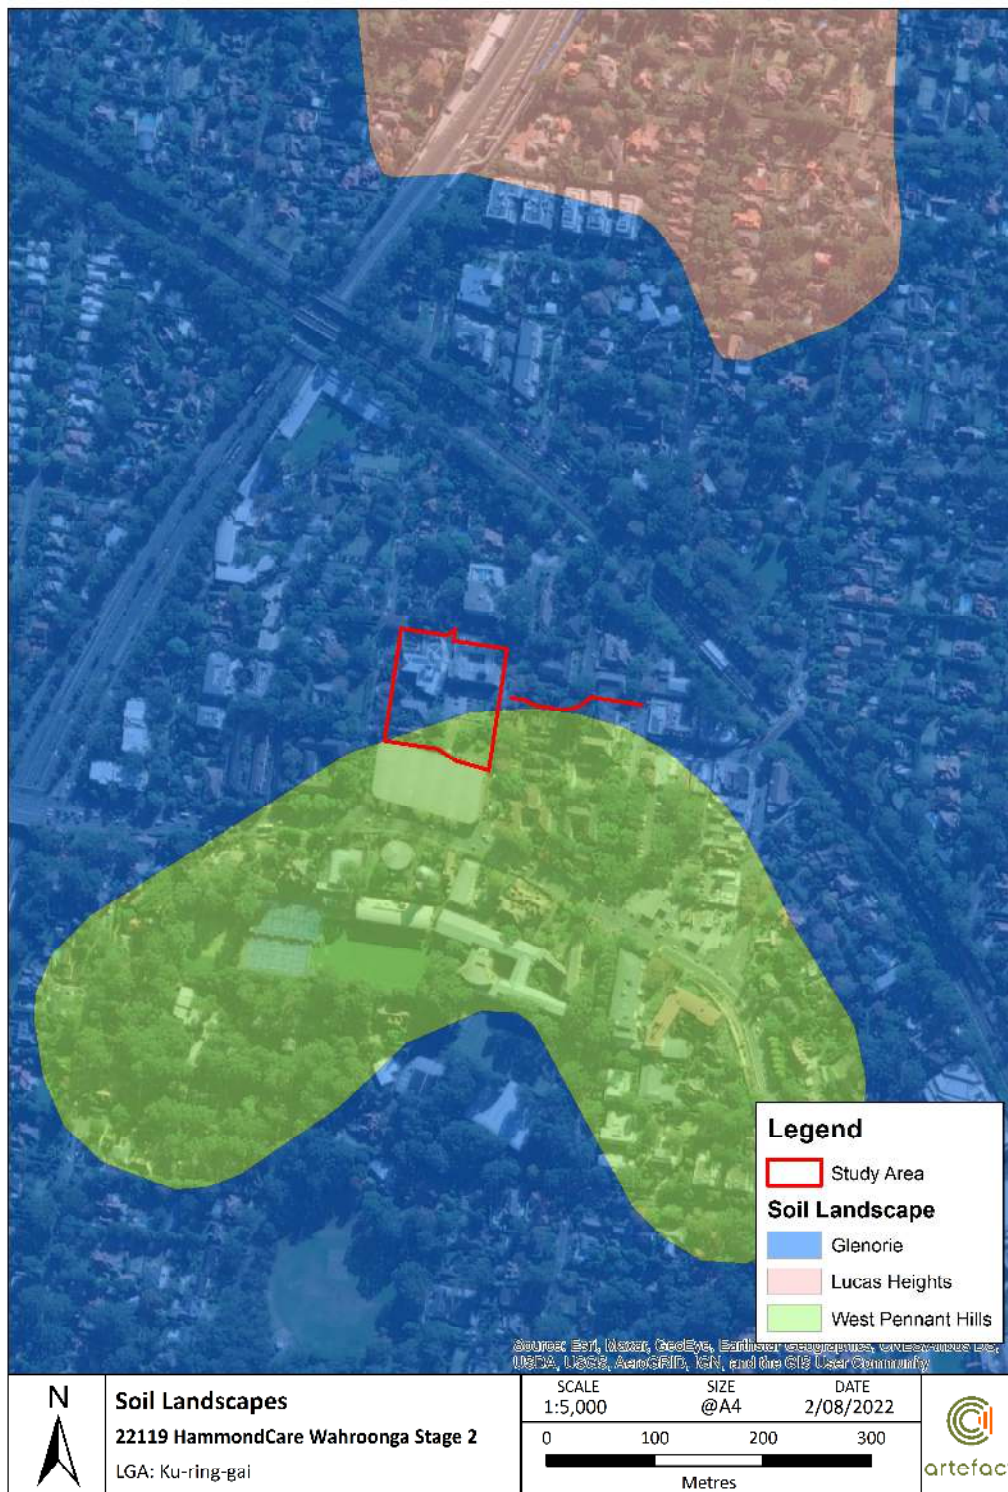 Legend
Study Area
Soil Landscape
Glenorie
Lucas Heights
West Pennant Hills
Source: Esri, Maxar, GeoEye, Earthstar Geographics, CNES/Airbus DS,
USDA, USGS, AeroGRID, IGN, and the GIS User Community
N
Soil Landscapes
22119 HammondCare Wahroonga Stage 2
LGA: Ku-ring-gai
SCALE
1:5,000
SIZE
@A4
DATE
2/08/2022
0 100 200 300
Metres
artefact